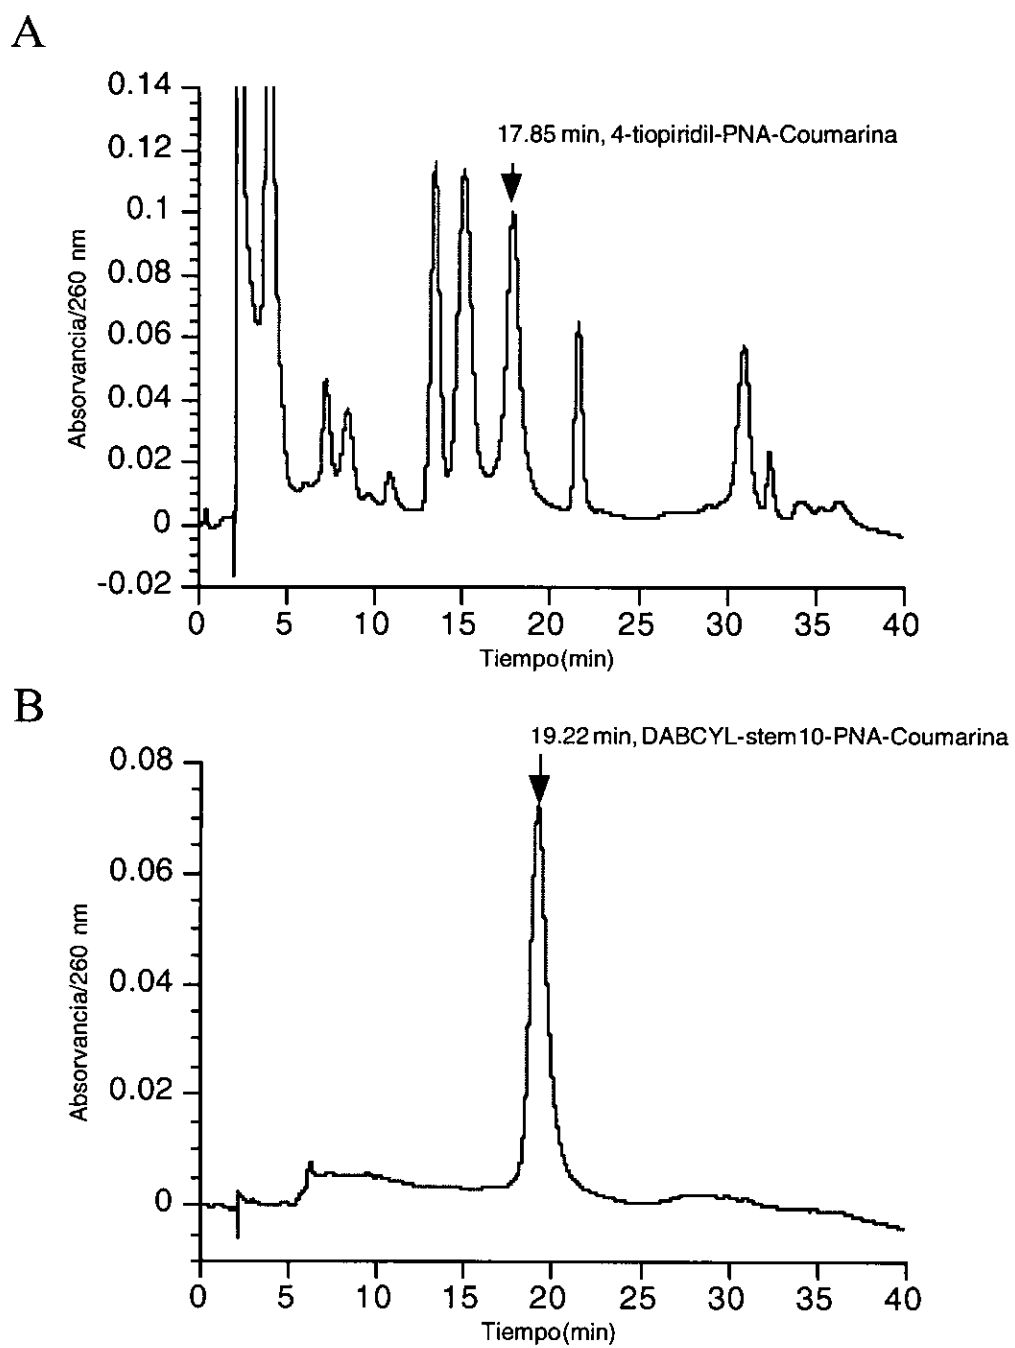 A
0.14
17.85 min, 4-tiopiridil-PNA-Coumarina
0.12
0.1
0.08
0.06
0.04
0.02
0
-0.02
Absorvancia/260 nm
0 5 10 15 20 25 30 35 40
Tiempo(min)
B
19.22 min, DABCYL-stem10-PNA-Coumarina
0.08
0.06
0.04
0.02
0
Absorvancia/260 nm
0 5 10 15 20 25 30 35 40
Tiempo(min)